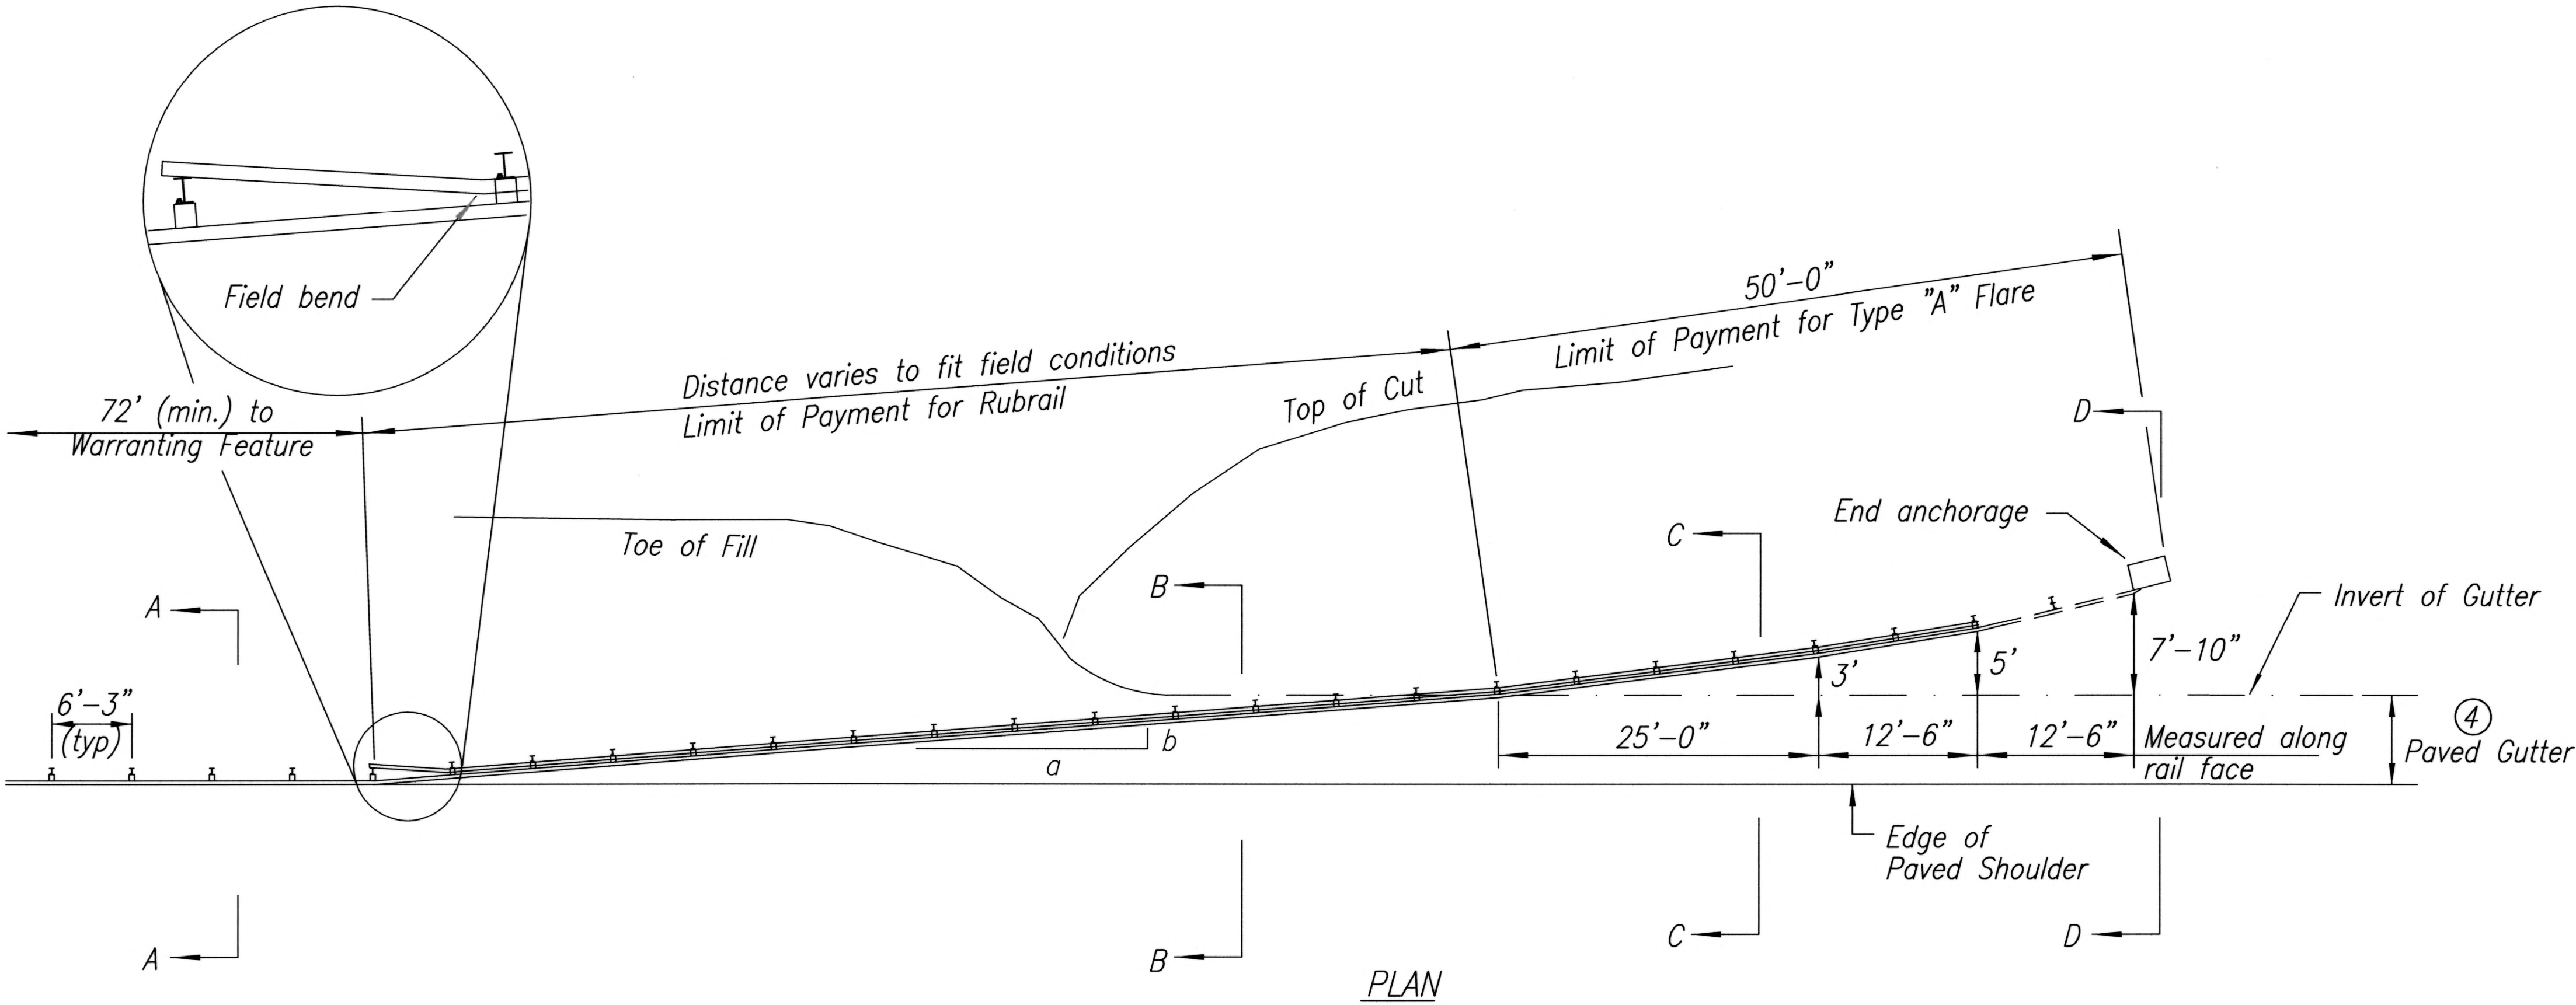 Field bend
50'-0"
Limit of Payment for Type "A" Flare
Distance varies to fit field conditions
Limit of Payment for Rubrail
72' (min.) to
Warranting Feature
Top of Cut
D
End anchorage
C
Toe of Fill
B
A
Invert of Gutter
6'-3"
(typ)
3'
5'
7'-10"
b
a
25'-0"
12'-6"
12'-6"
Measured along
rail face
4
Paved Gutter
Edge of
Paved Shoulder
A
B
C
D
PLAN